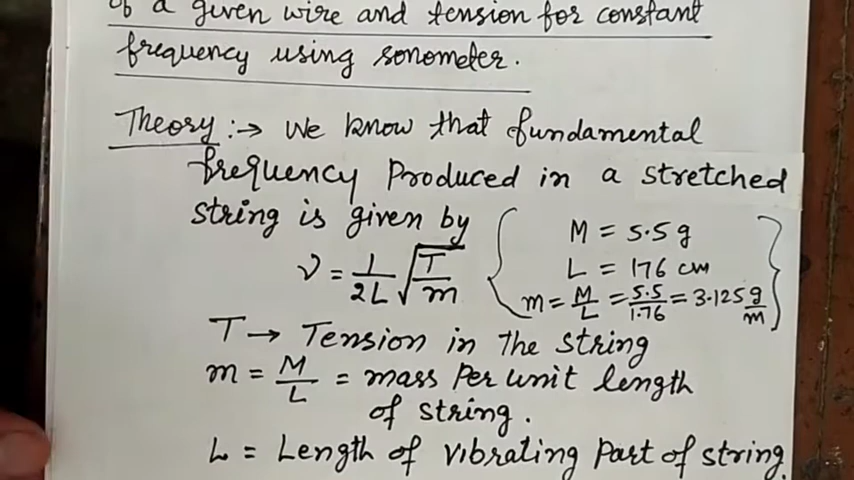 of a given wire and tension for constant
frequency using sonometer.
Theory :→ We know that fundamental
frequency Produced in a stretched
string is given by
ν = 1/2L √T/m
M = 5.5 g
L = 176 cm
m = M/L = 5.5/1.76 = 3.125 g/m
T → Tension in the string
m = M/L = mass Per unit length
of string.
L = Length of vibrating Part of string.